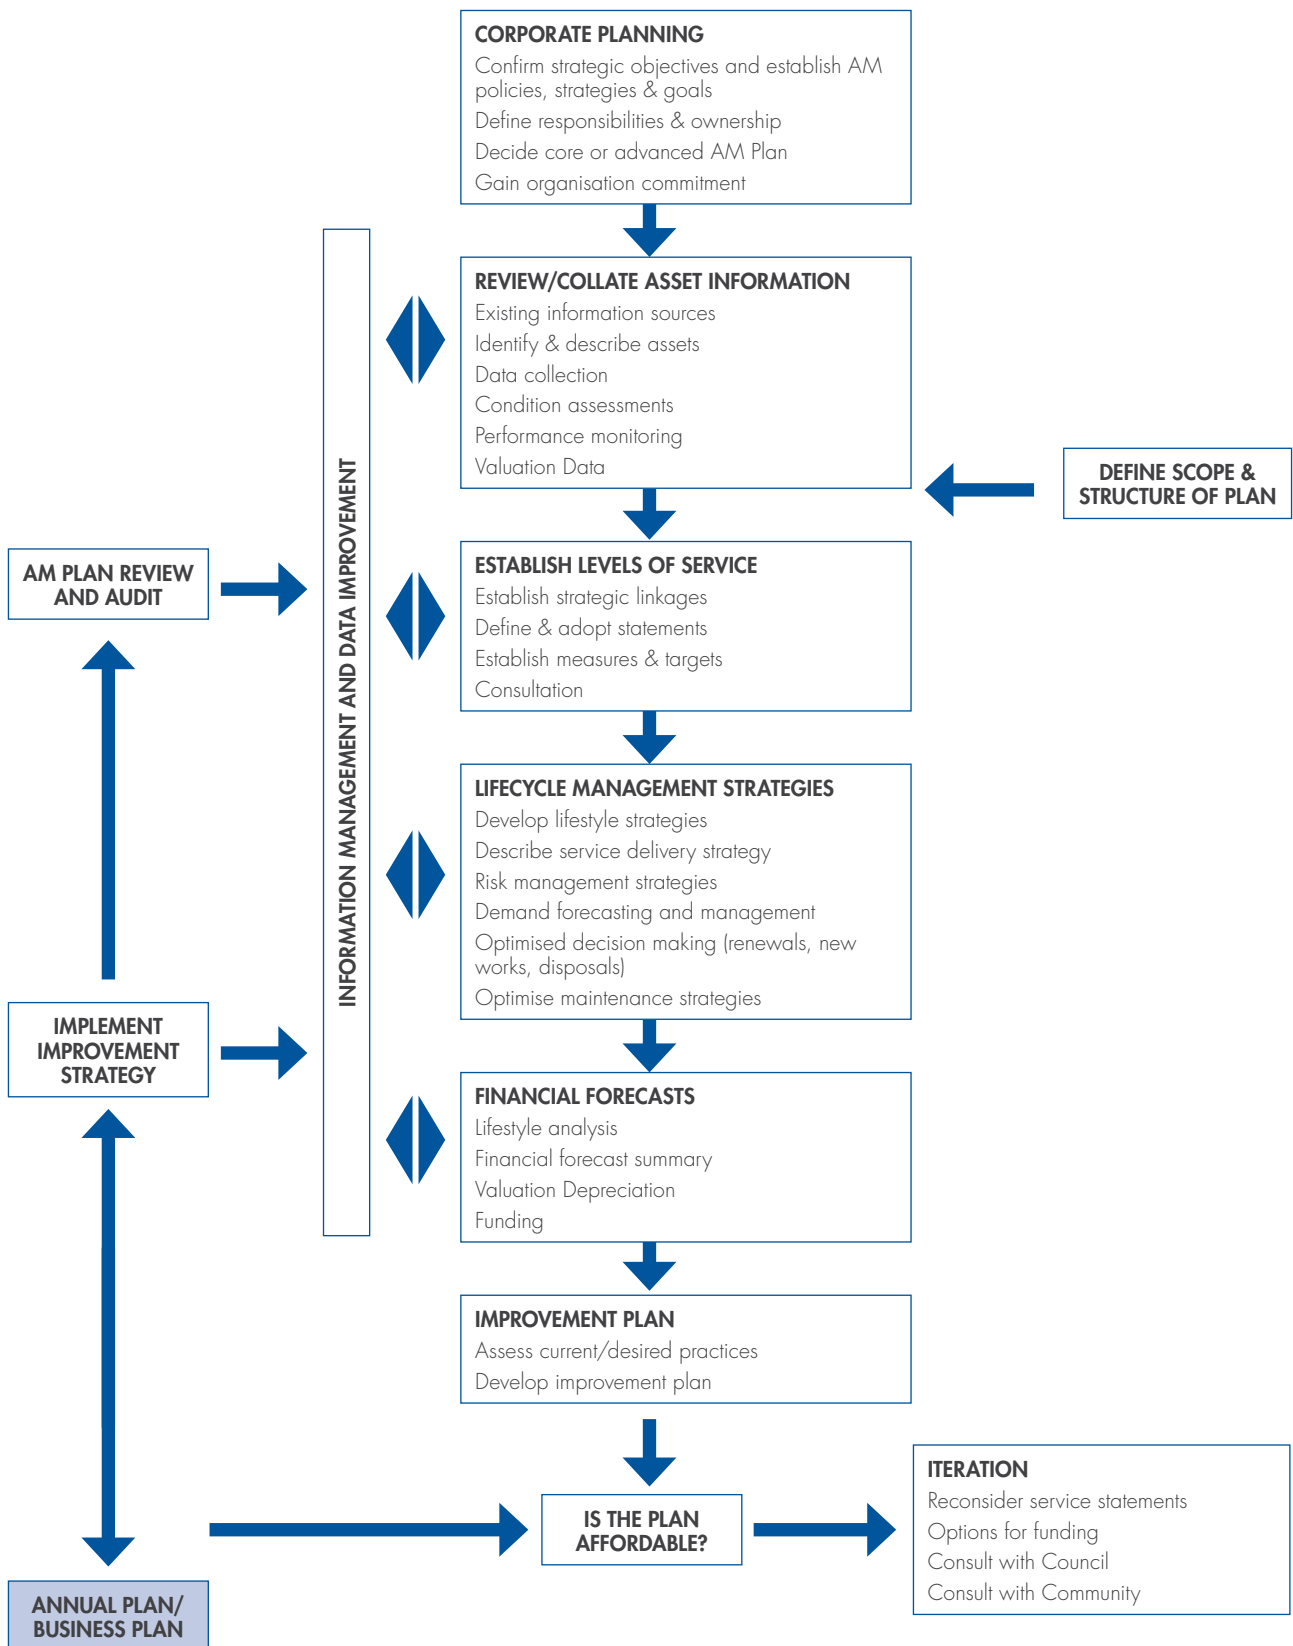 CORPORATE PLANNING
Confirm strategic objectives and establish AM
policies, strategies & goals
Define responsibilities & ownership
Decide core or advanced AM Plan
Gain organisation commitment
REVIEW/COLLATE ASSET INFORMATION
Existing information sources
Identify & describe assets
Data collection
Condition assessments
Performance monitoring
Valuation Data
DEFINE SCOPE &
STRUCTURE OF PLAN
INFORMATION MANAGEMENT AND DATA IMPROVEMENT
AM PLAN REVIEW
AND AUDIT
ESTABLISH LEVELS OF SERVICE
Establish strategic linkages
Define & adopt statements
Establish measures & targets
Consultation
LIFECYCLE MANAGEMENT STRATEGIES
Develop lifestyle strategies
Describe service delivery strategy
Risk management strategies
Demand forecasting and management
Optimised decision making (renewals, new
works, disposals)
Optimise maintenance strategies
IMPLEMENT
IMPROVEMENT
STRATEGY
FINANCIAL FORECASTS
Lifestyle analysis
Financial forecast summary
Valuation Depreciation
Funding
IMPROVEMENT PLAN
Assess current/desired practices
Develop improvement plan
IS THE PLAN
AFFORDABLE?
ITERATION
Reconsider service statements
Options for funding
Consult with Council
Consult with Community
ANNUAL PLAN/
BUSINESS PLAN